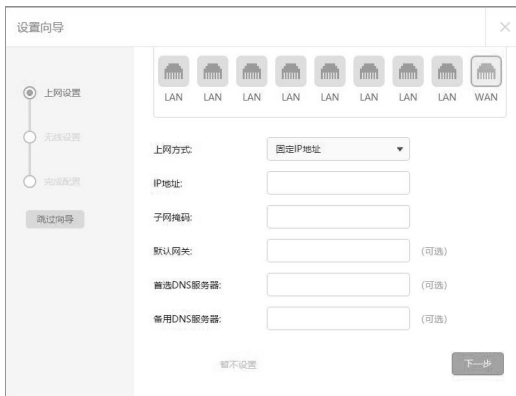 设置向导
LAN LAN LAN LAN LAN LAN LAN LAN WAN
上网设置
无线设置
完成配置
跳过向导
上网方式: 固定IP地址
IP地址:
子网掩码:
默认网关: (可选)
首选DNS服务器: (可选)
备用DNS服务器: (可选)
暂不设置 下一步